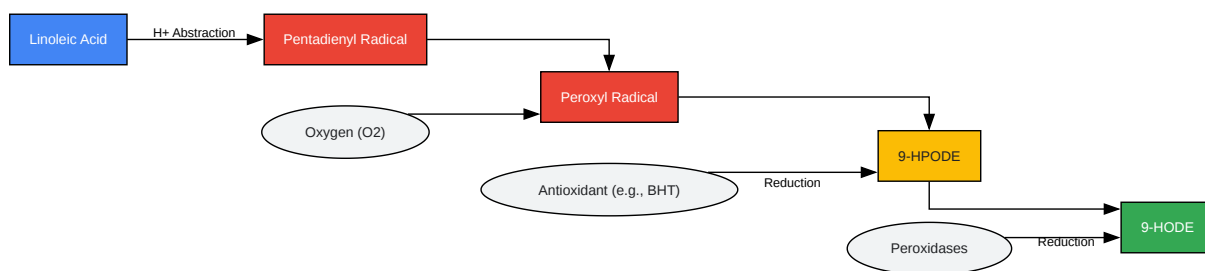 Linoleic Acid
H+ Abstraction
Pentadienyl Radical
Peroxyl Radical
Oxygen (O2)
9-HPODE
Antioxidant (e.g., BHT)
Reduction
9-HODE
Peroxidases
Reduction